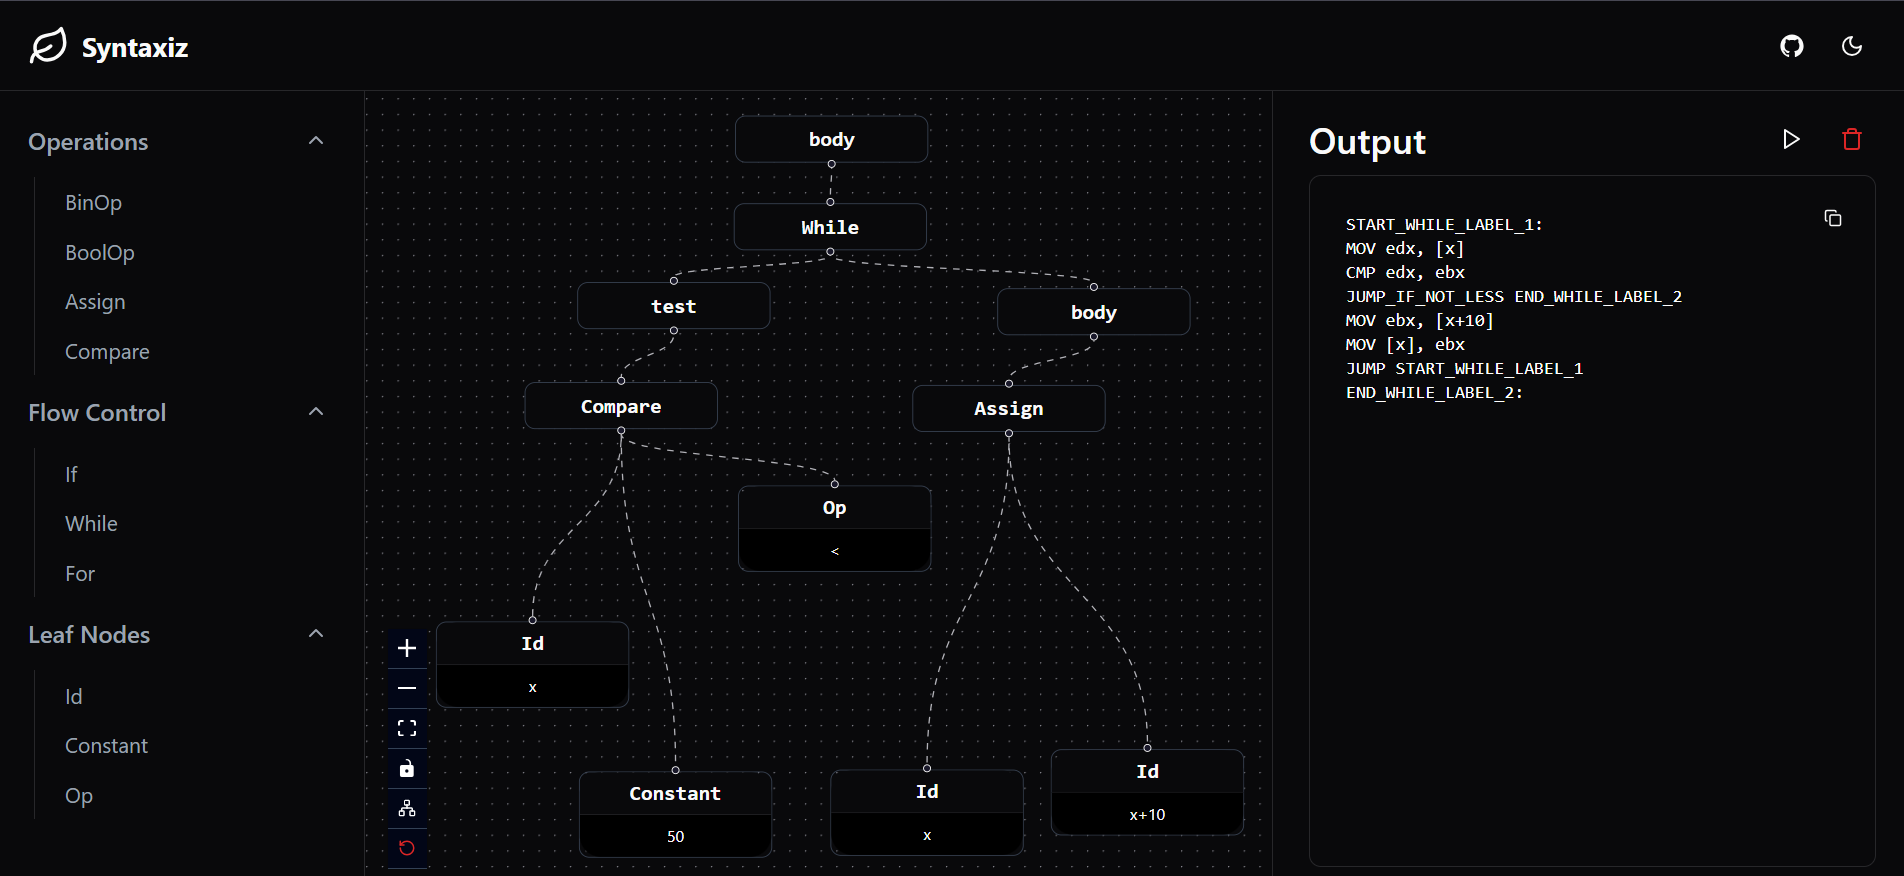 Syntaxiz
Operations
BinOp
BoolOp
Assign
Compare
Flow Control
If
While
For
Leaf Nodes
Id
Constant
Op
body
While
test
body
Compare
Assign
Op
<
Id
x
Constant
50
Id
x
Id
x+10
Output
START_WHILE_LABEL_1:
MOV edx, [x]
CMP edx, ebx
JUMP_IF_NOT_LESS END_WHILE_LABEL_2
MOV ebx, [x+10]
MOV [x], ebx
JUMP START_WHILE_LABEL_1
END_WHILE_LABEL_2: